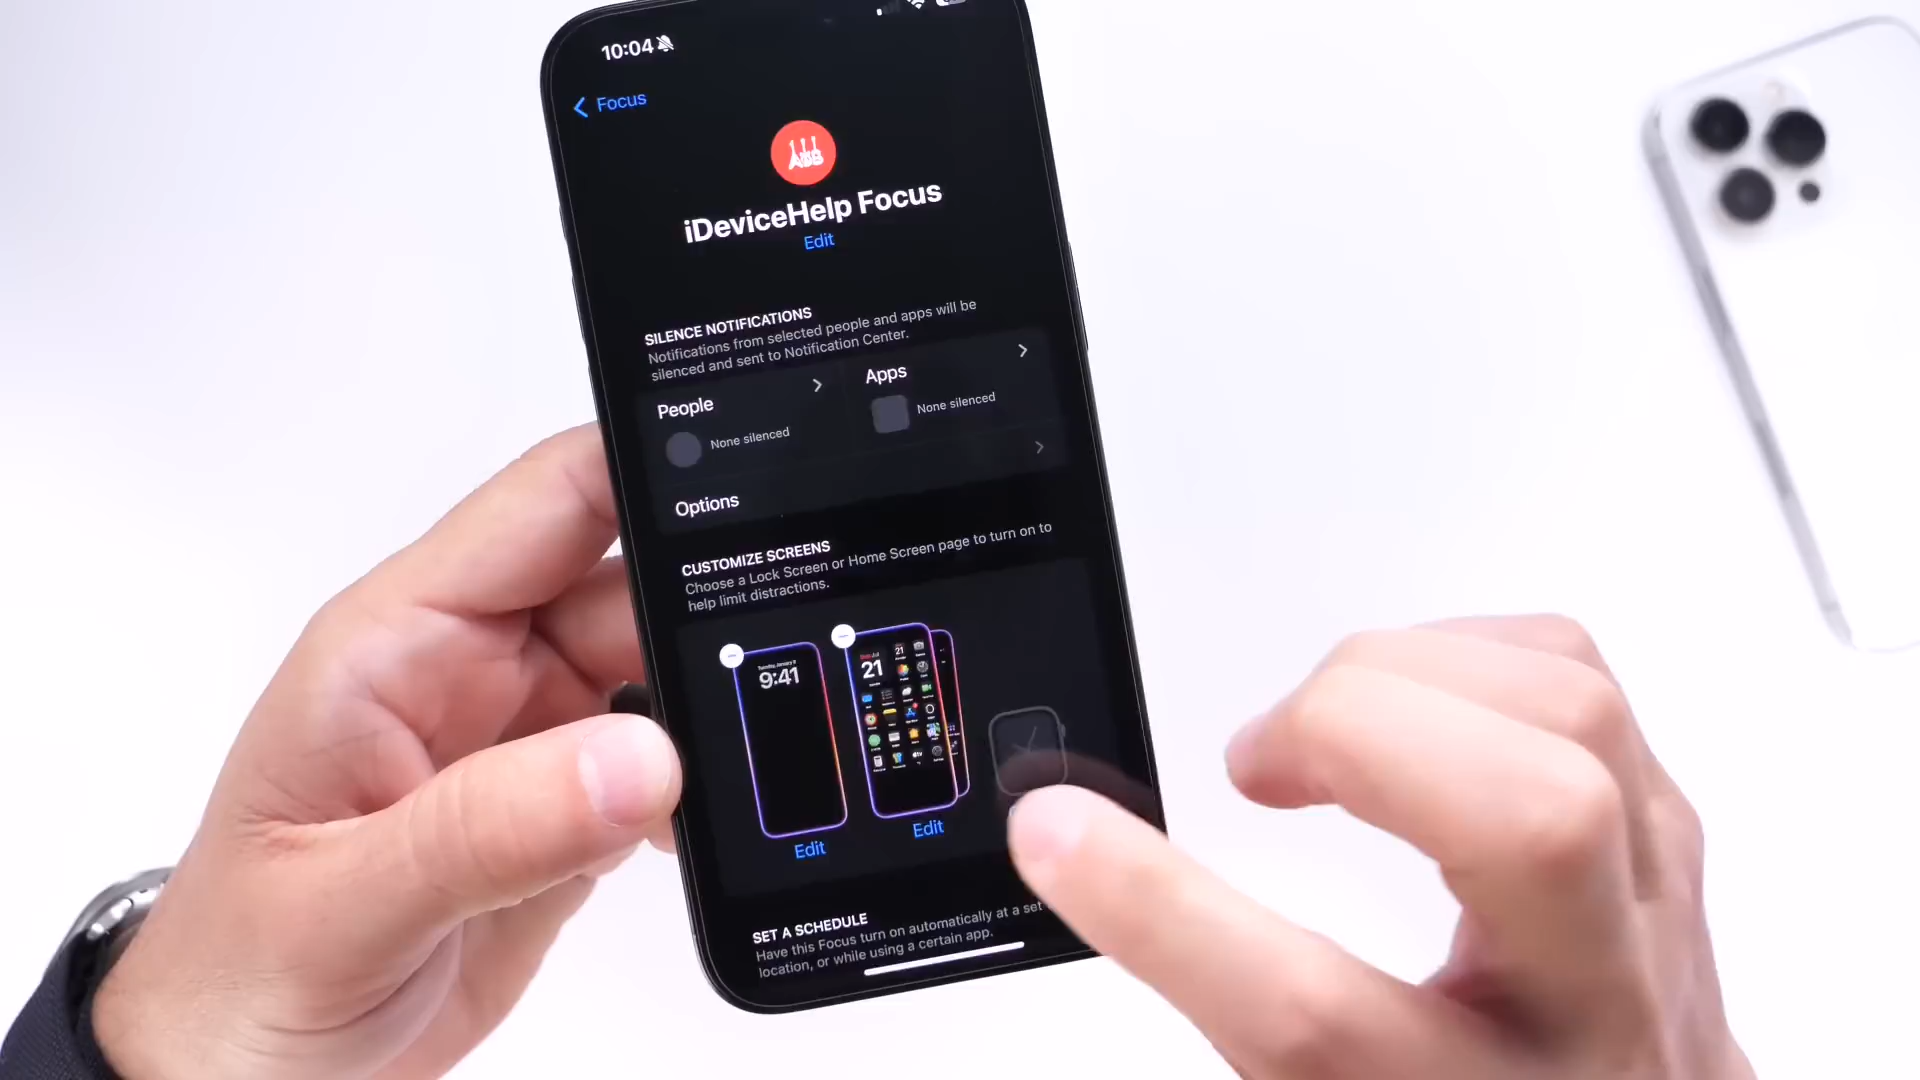 10:04
Focus
iDeviceHelp Focus
Edit
SILENCE NOTIFICATIONS
Notifications from selected people and apps will be
silenced and sent to Notification Center.
People
None silenced
Apps
None silenced
Options
CUSTOMIZE SCREENS
Choose a Lock Screen or Home Screen page to turn on to
help limit distractions.
9:41
21
21
Edit
Edit
SET A SCHEDULE
Have this Focus turn on automatically at a set
location, or while using a certain app.